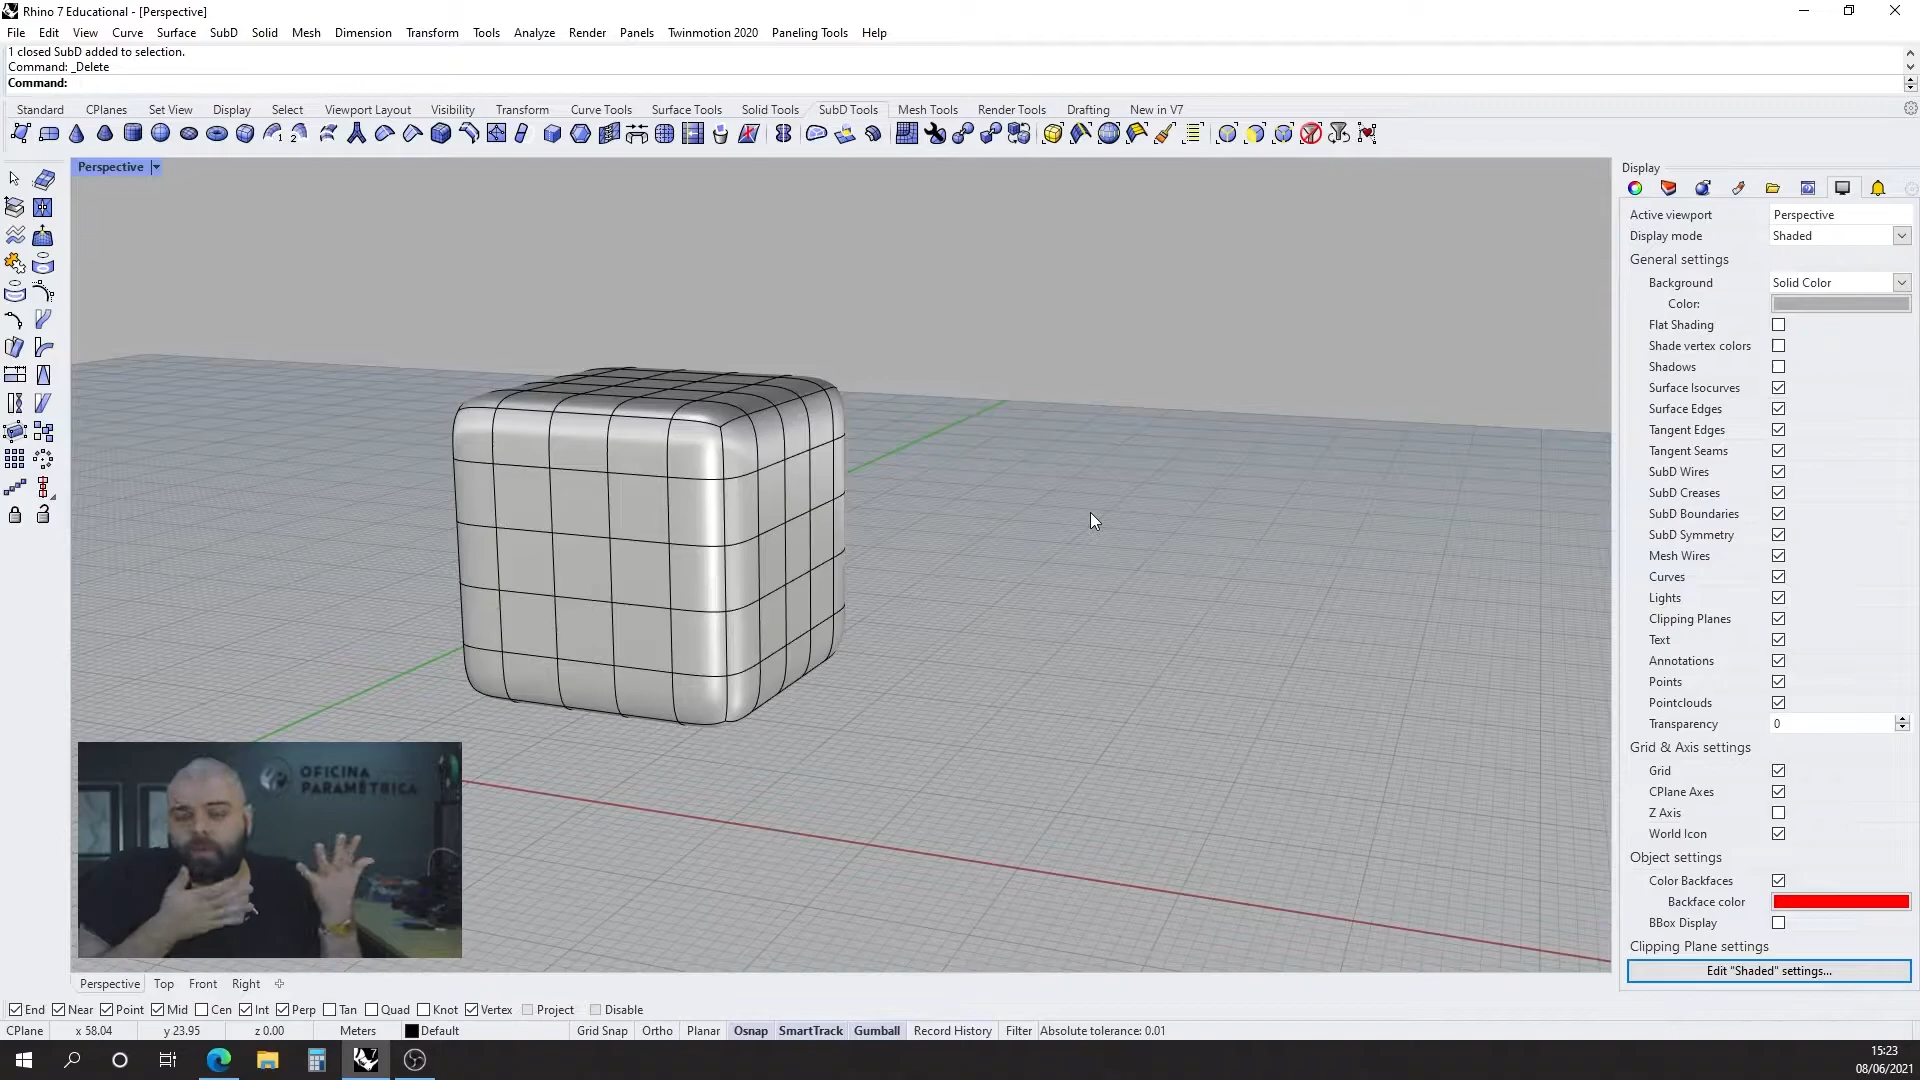 Rhino 7 Educational - [Perspective]
File Edit View Curve Surface SubD Solid Mesh Dimension Transform Tools Analyze Render Panels Twinmotion 2020 Paneling Tools Help
1 closed SubD added to selection.
Command: _Delete
Command:
Standard CPlanes Set View Display Select Viewport Layout Visibility Transform Curve Tools Surface Tools Solid Tools SubD Tools Mesh Tools Render Tools Drafting New in V7
Perspective
Display
Active viewport Perspective
Display mode Shaded
General settings
Background Solid Color
Color:
Flat Shading
Shade vertex colors
Shadows
Surface Isocurves
Surface Edges
Tangent Edges
Tangent Seams
SubD Wires
SubD Creases
SubD Boundaries
SubD Symmetry
Mesh Wires
Curves
Lights
Clipping Planes
Text
Annotations
Points
Pointclouds
Transparency 0
Grid & Axis settings
Grid
CPlane Axes
Z Axis
World Icon
Object settings
Color Backfaces
Backface color
BBox Display
Clipping Plane settings
Edit "Shaded" settings...
OFICINA
PARAMÉTRICA
Perspective Top Front Right
End Near Point Mid Cen Int Perp Tan Quad Knot Vertex Project Disable
CPlane x 58.04 y 23.95 z 0.00 Meters Default Grid Snap Ortho Planar Osnap SmartTrack Gumball Record History Filter Absolute tolerance: 0.01
15:23
08/06/2021